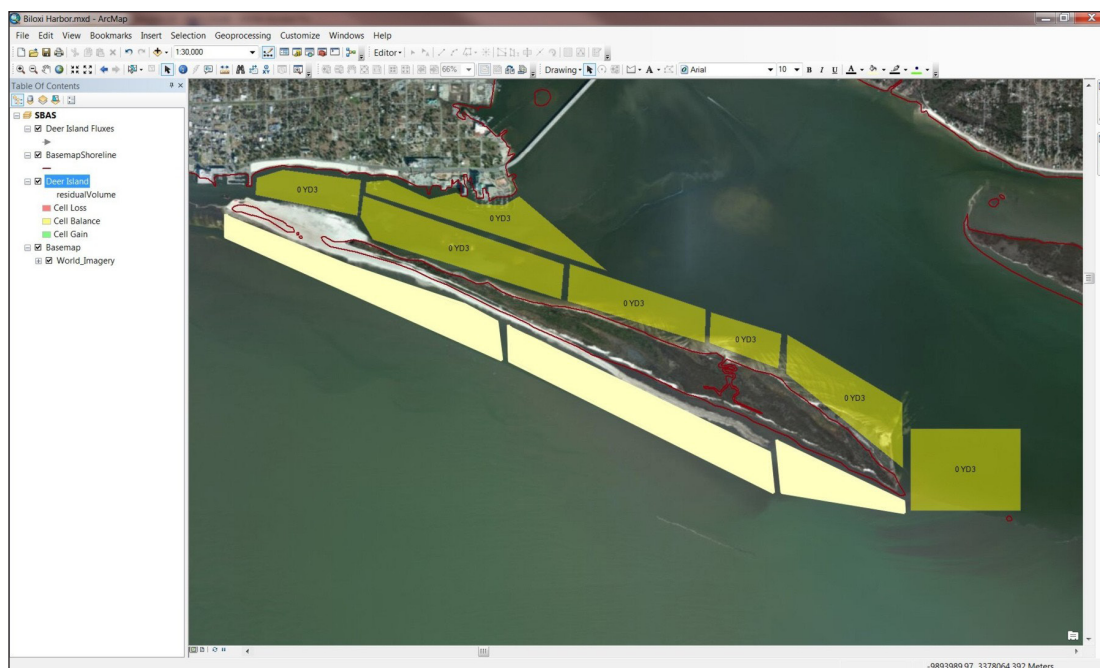 Biloxi Harbor.mxd - ArcMap
File Edit View Bookmarks Insert Selection Geoprocessing Customize Windows Help
1:30,000
Editor
66%
Drawing
Arial
10
B I U A
Table Of Contents
SBAS
Deer Island Fluxes
BasemapShoreline
Deer Island
residualVolume
Cell Loss
Cell Balance
Cell Gain
Basemap
World_Imagery
0 YD3
0 YD3
0 YD3
0 YD3
0 YD3
0 YD3
0 YD3
-9893989.97 3378064.392 Meters